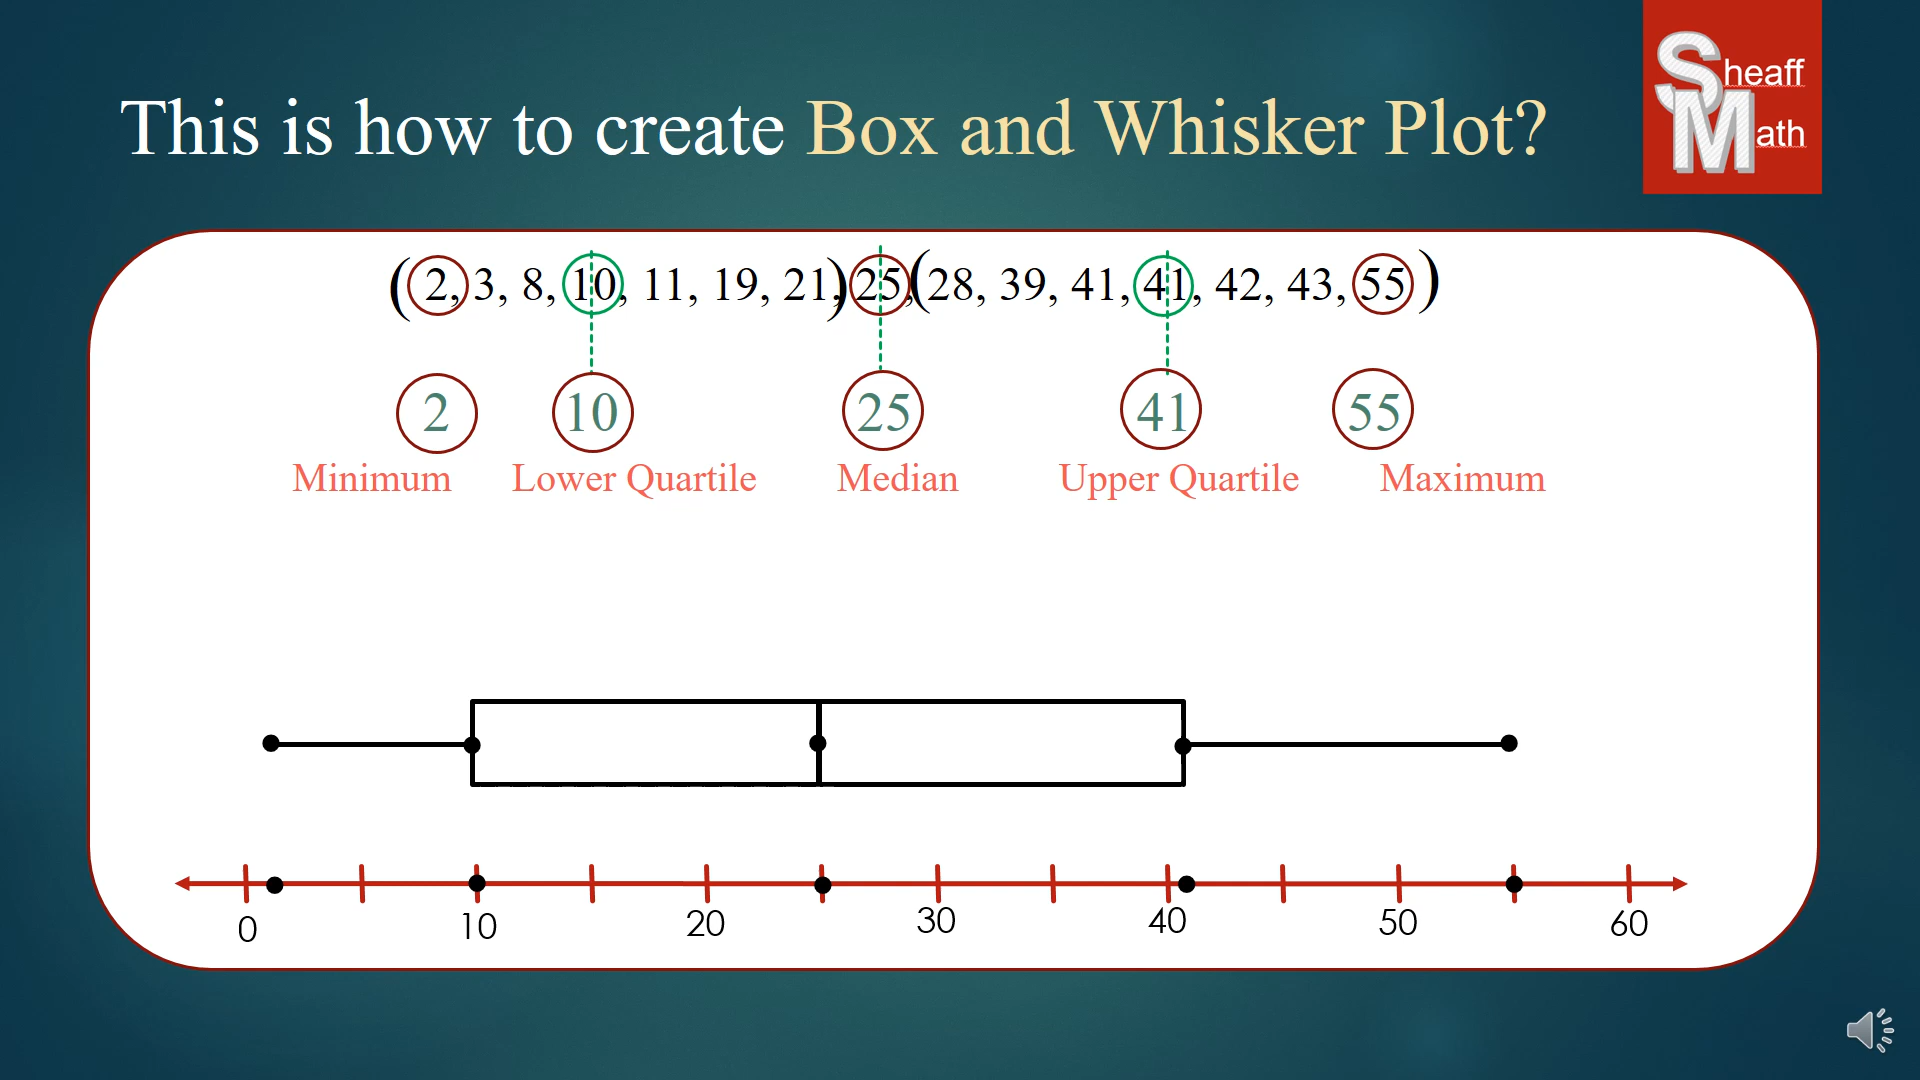 Sheaff
Math
This is how to create Box and Whisker Plot?
(2, 3, 8, 10, 11, 19, 21,) 25, (28, 39, 41, 41, 42, 43, 55)
2 10 25 41 55
Minimum Lower Quartile Median Upper Quartile Maximum
0 10 20 30 40 50 60